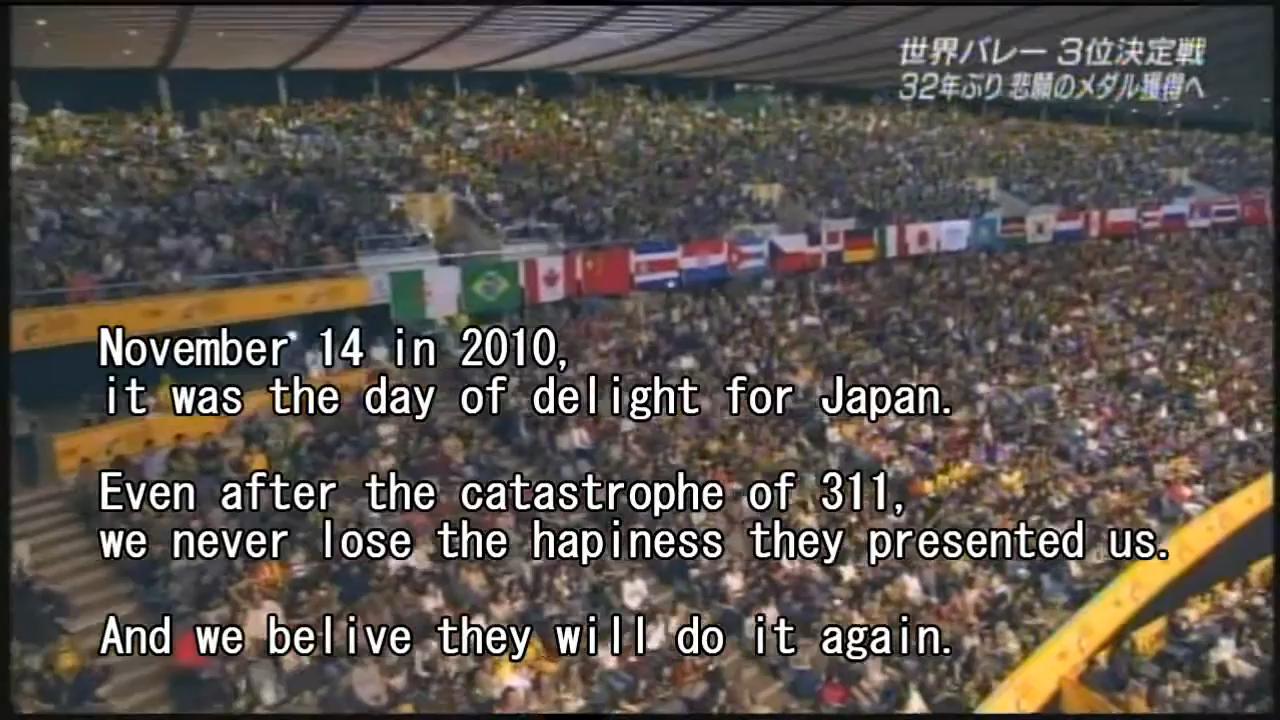 世界バレー 3位決定戦
32年ぶり 悲願のメダル獲得へ
November 14 in 2010,
it was the day of delight for Japan.
Even after the catastrophe of 311,
we never lose the hapiness they presented us.
And we belive they will do it again.